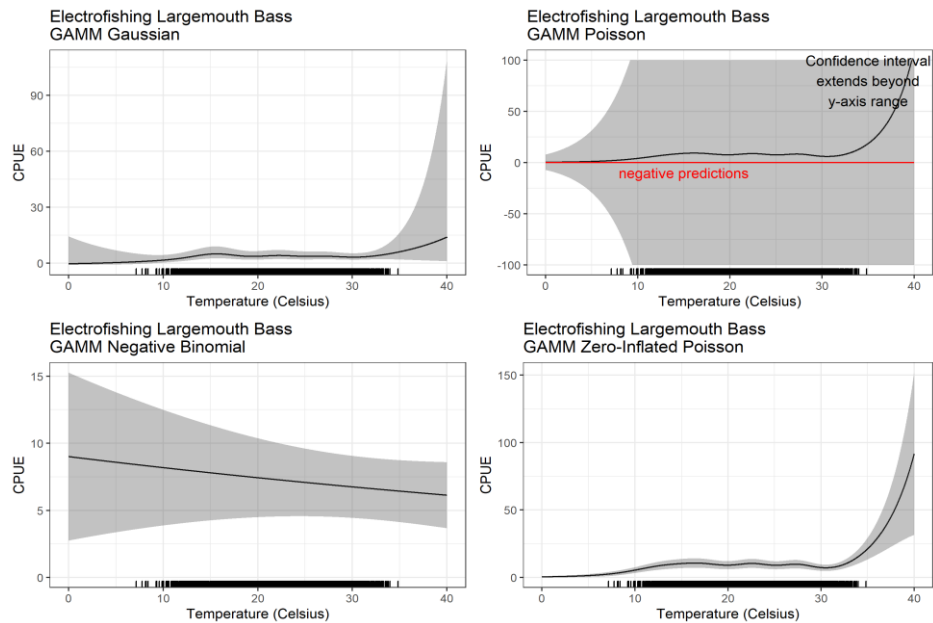 Electrofishing Largemouth Bass
GAMM Gaussian
CPUE
90
60
30
0
0
10
20
30
40
Temperature (Celsius)
Electrofishing Largemouth Bass
GAMM Poisson
CPUE
100
50
0
-50
-100
Confidence interval
extends beyond
y-axis range
negative predictions
0
10
20
30
40
Temperature (Celsius)
Electrofishing Largemouth Bass
GAMM Negative Binomial
CPUE
15
10
5
0
0
10
20
30
40
Temperature (Celsius)
Electrofishing Largemouth Bass
GAMM Zero-Inflated Poisson
CPUE
150
100
50
0
0
10
20
30
40
Temperature (Celsius)